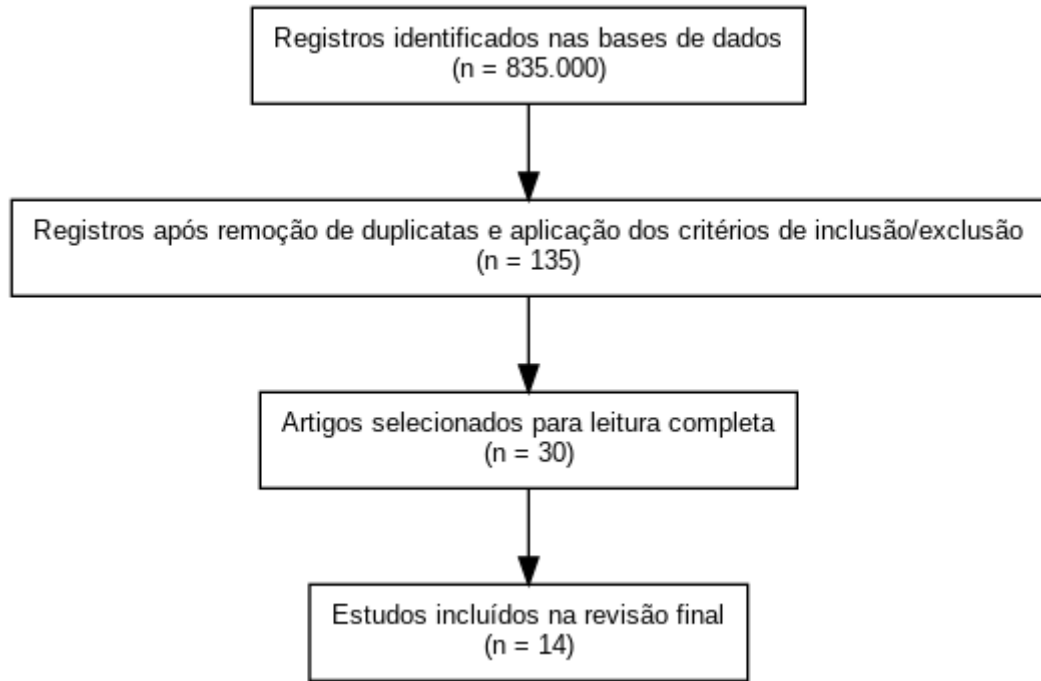 Registros identificados nas bases de dados
(n = 835.000)
Registros após remoção de duplicatas e aplicação dos critérios de inclusão/exclusão
(n = 135)
Artigos selecionados para leitura completa
(n = 30)
Estudos incluídos na revisão final
(n = 14)